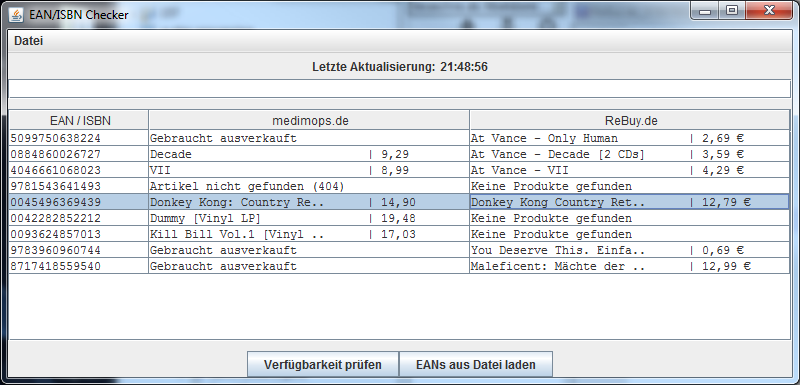 EAN/ISBN Checker
Datei
Letzte Aktualisierung: 21:48:56
EAN / ISBN medimops.de ReBuy.de
5099750638224 Gebraucht ausverkauft At Vance - Only Human | 2,69 €
0884860026727 Decade | 9,29 At Vance - Decade [2 CDs] | 3,59 €
4046661068023 VII | 8,99 At Vance - VII | 4,29 €
9781543641493 Artikel nicht gefunden (404) Keine Produkte gefunden
0045496369439 Donkey Kong: Country Re.. | 14,90 Donkey Kong Country Ret.. | 12,79 €
0042282852212 Dummy [Vinyl LP] | 19,48 Keine Produkte gefunden
0093624857013 Kill Bill Vol.1 [Vinyl .. | 17,03 Keine Produkte gefunden
9783960960744 Gebraucht ausverkauft You Deserve This. Einfa.. | 0,69 €
8717418559540 Gebraucht ausverkauft Maleficent: Mächte der .. | 12,99 €
Verfügbarkeit prüfen EANs aus Datei laden